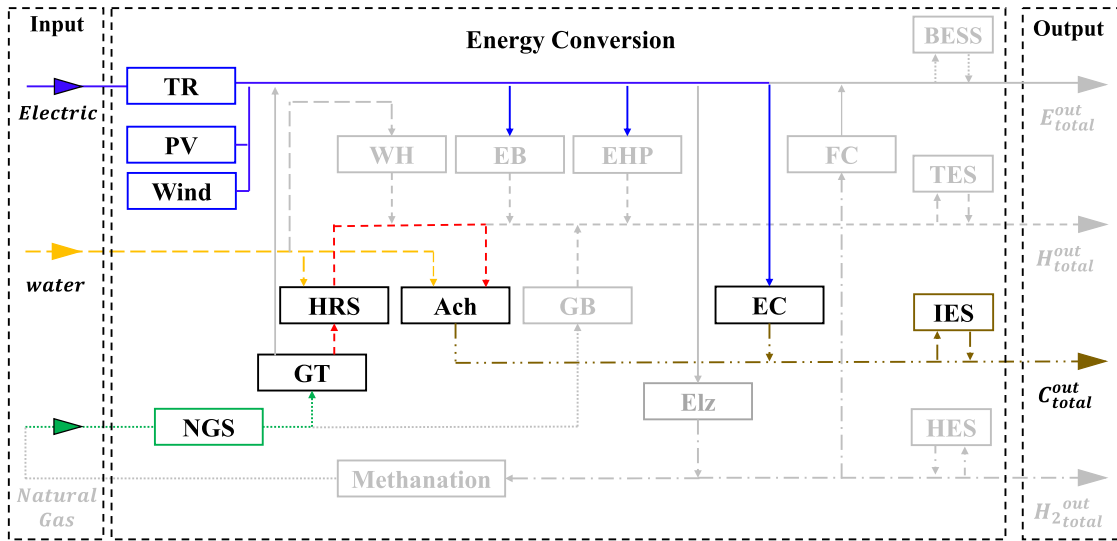 Input
Energy Conversion
Output
BESS
TR
Electric
E_total^out
PV
WH
EB
EHP
FC
TES
Wind
H_total^out
water
HRS
Ach
GB
EC
IES
GT
C_total^out
Elz
NGS
HES
Methanation
Natural
Gas
H_2_total^out